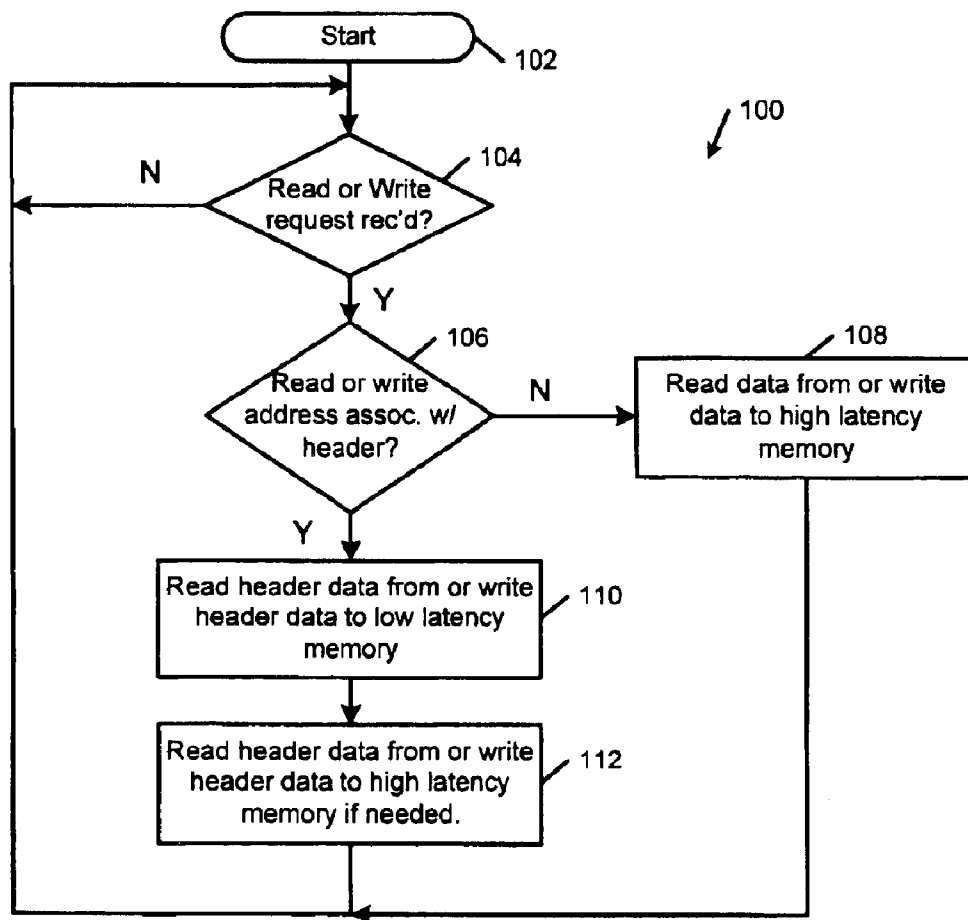 Start
102
100
104
N
Read or Write
request rec'd?
Y
106
108
Read or write
address assoc. w/
header?
N
Read data from or write
data to high latency
memory
Y
Read header data from or write
header data to low latency
memory
110
Read header data from or write
header data to high latency
memory if needed.
112